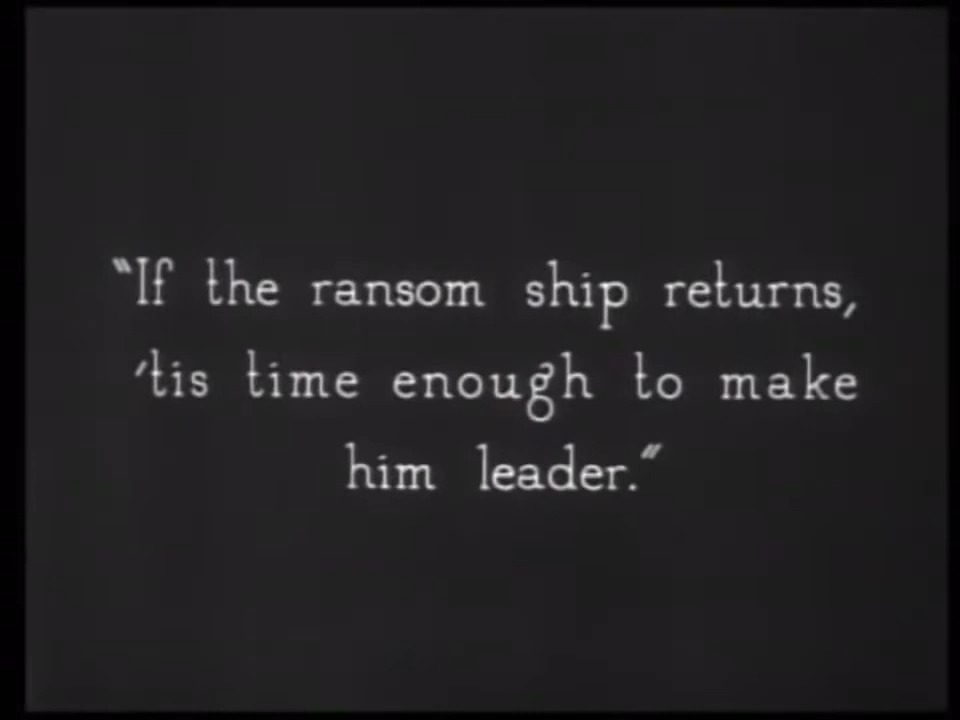 "If the ransom ship returns,
'tis time enough to make
him leader."